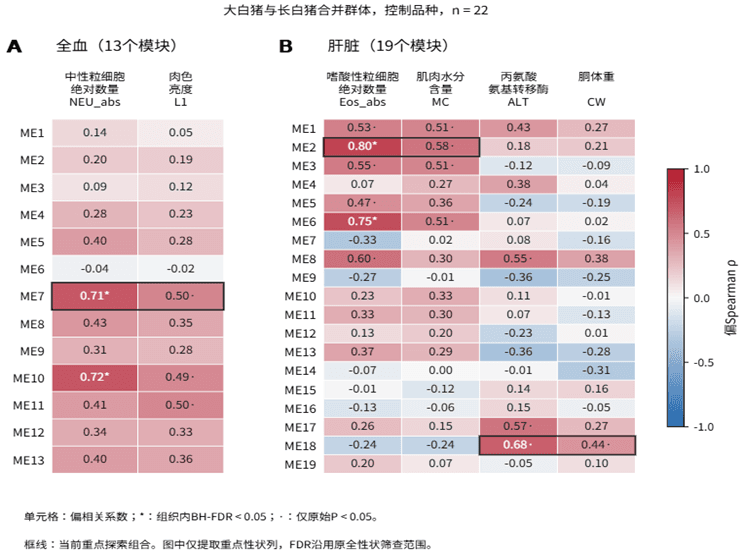 大白猪与长白猪合并群体，控制品种，n = 22
A 全血（13个模块）
中性粒细胞 肉色
绝对数量 亮度
NEU_abs L1
ME1 0.14 0.05
ME2 0.20 0.19
ME3 0.09 0.12
ME4 0.28 0.23
ME5 0.40 0.28
ME6 -0.04 -0.02
ME7 0.71* 0.50·
ME8 0.43 0.35
ME9 0.31 0.28
ME10 0.72* 0.49·
ME11 0.41 0.50·
ME12 0.34 0.33
ME13 0.40 0.36
B 肝脏（19个模块）
嗜酸性粒细胞 肌肉水分 丙氨酸 胴体重
绝对数量 含量 氨基转移酶
Eos_abs MC ALT CW
ME1 0.53· 0.51· 0.43 0.27
ME2 0.80* 0.58· 0.18 0.21
ME3 0.55· 0.51· -0.12 -0.09
ME4 0.07 0.27 0.38 0.04
ME5 0.47· 0.36 -0.24 -0.19
ME6 0.75* 0.51· 0.07 0.02
ME7 -0.33 0.02 0.08 -0.16
ME8 0.60· 0.30 0.55· 0.38
ME9 -0.27 -0.01 -0.36 -0.25
ME10 0.23 0.33 0.11 -0.01
ME11 0.33 0.30 0.07 -0.13
ME12 0.13 0.20 -0.23 0.01
ME13 0.37 0.29 -0.36 -0.28
ME14 -0.07 0.00 -0.01 -0.31
ME15 -0.01 -0.12 0.14 0.16
ME16 -0.13 -0.06 0.15 -0.05
ME17 0.26 0.15 0.57· 0.27
ME18 -0.24 -0.24 0.68· 0.44·
ME19 0.20 0.07 -0.05 0.10
1.0
0.5
0.0
-0.5
-1.0
偏Spearman ρ
单元格：偏相关系数；*：组织内BH-FDR < 0.05；·：仅原始P < 0.05。
框线：当前重点探索组合。图中仅提取重点性状列，FDR沿用原全性状筛查范围。